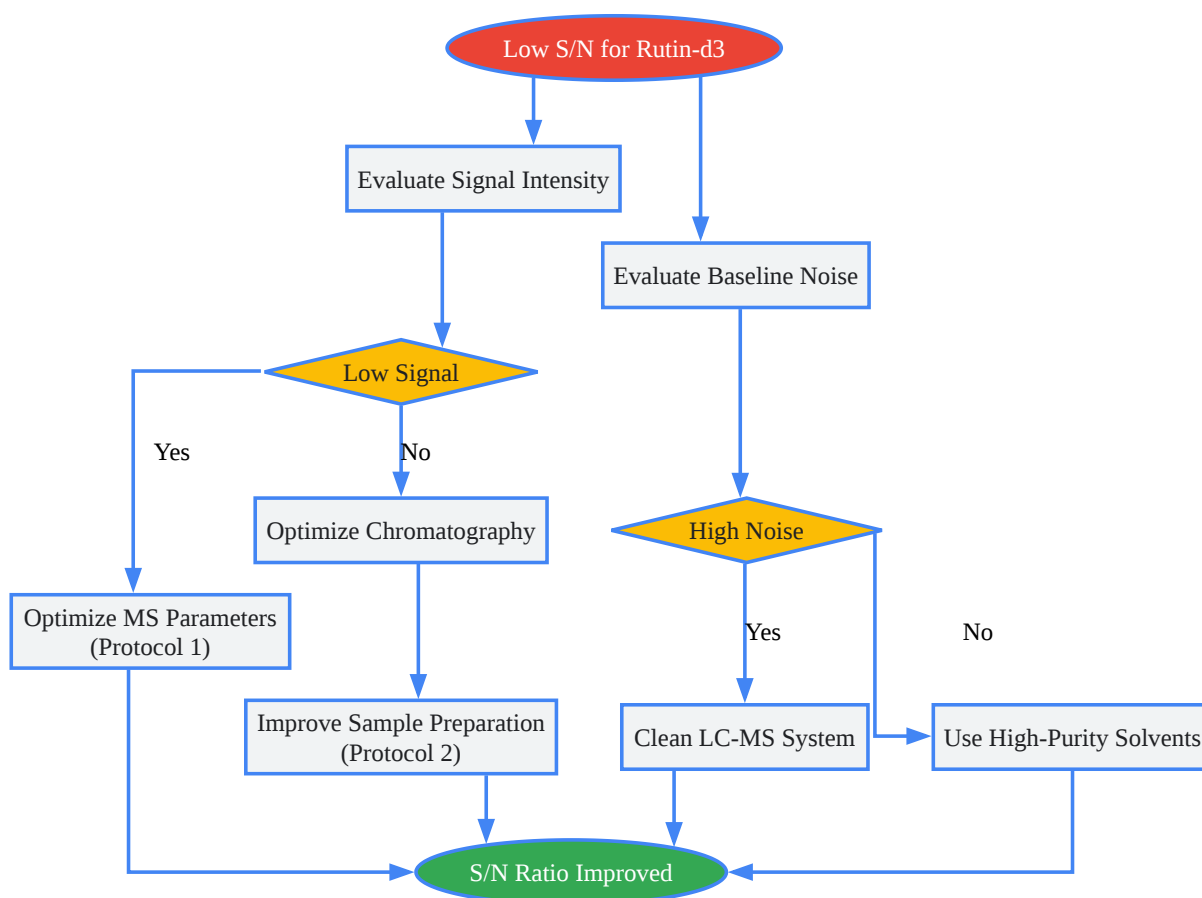 Low S/N for Rutin-d3
Evaluate Signal Intensity
Evaluate Baseline Noise
Low Signal
Yes
No
Optimize Chromatography
High Noise
Optimize MS Parameters
(Protocol 1)
Yes
No
Improve Sample Preparation
(Protocol 2)
Clean LC-MS System
Use High-Purity Solvents
S/N Ratio Improved